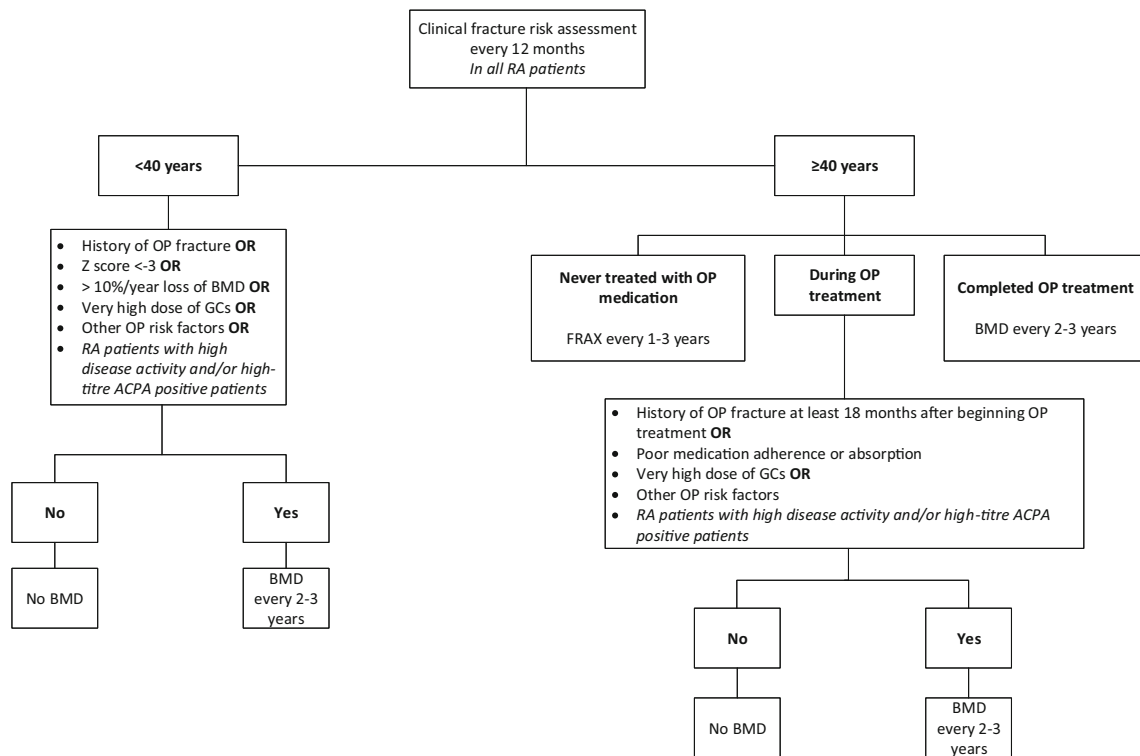 Clinical fracture risk assessment
every 12 months
In all RA patients
<40 years
≥40 years
• History of OP fracture OR
• Z score <-3 OR
• > 10%/year loss of BMD OR
• Very high dose of GCs OR
• Other OP risk factors OR
• RA patients with high
disease activity and/or high-
titre ACPA positive patients
No
Yes
No BMD
BMD
every 2-3
years
Never treated with OP
medication
FRAX every 1-3 years
During OP
treatment
Completed OP treatment
BMD every 2-3 years
• History of OP fracture at least 18 months after beginning OP
treatment OR
• Poor medication adherence or absorption
• Very high dose of GCs OR
• Other OP risk factors
• RA patients with high disease activity and/or high-titre ACPA
positive patients
No
Yes
No BMD
BMD
every 2-3
years